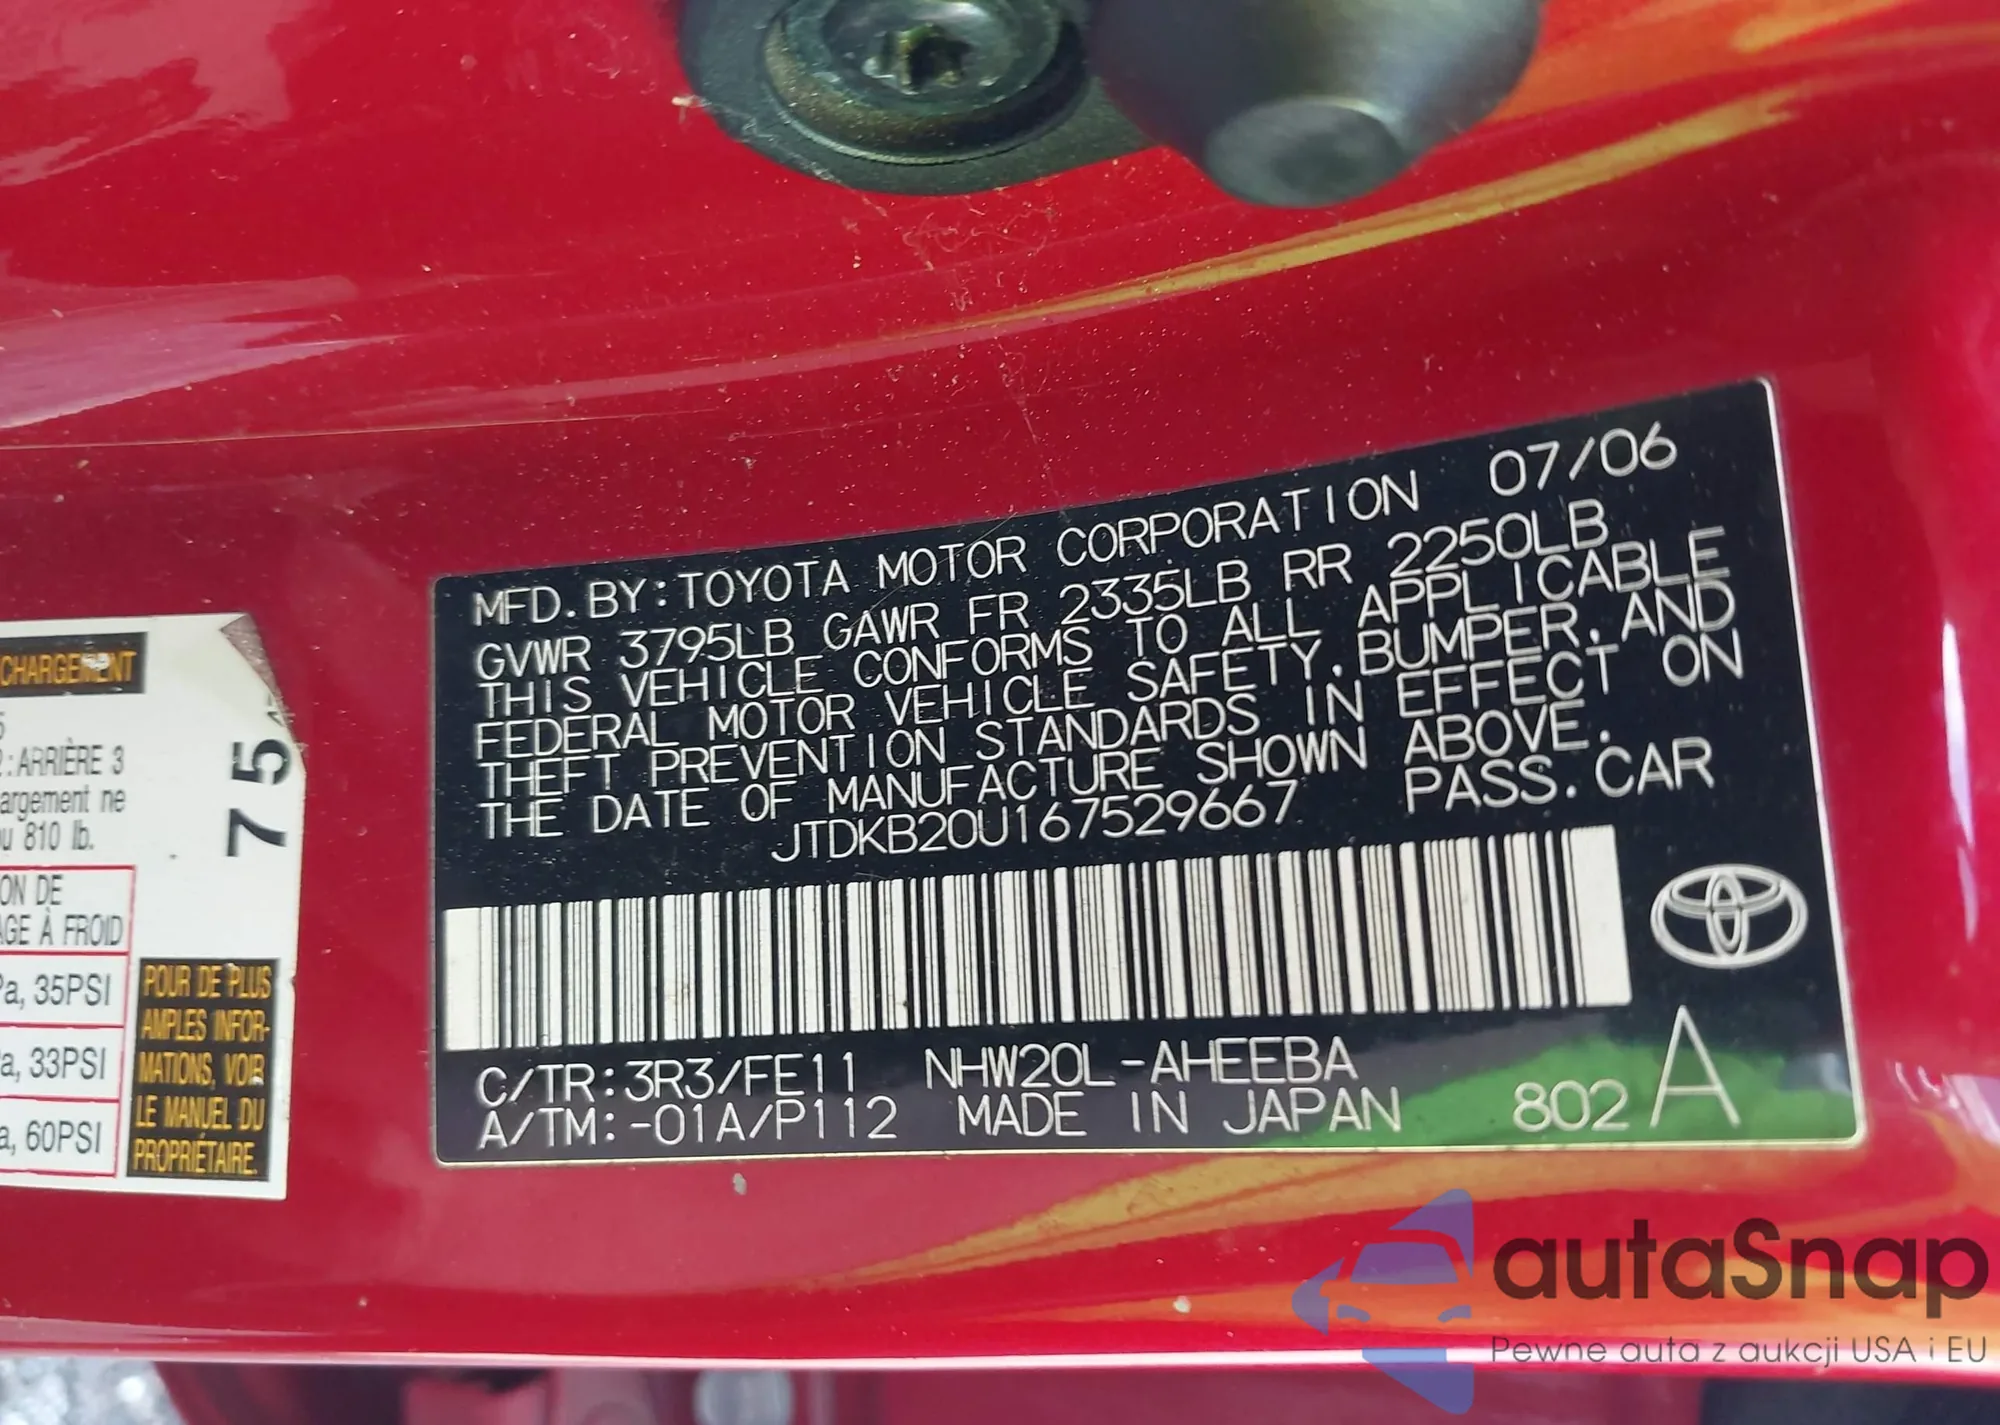 MFD. BY: TOYOTA MOTOR CORPORATION 07/06
GVWR 3795LB GAWR FR 2335LB RR 2250LB
THIS VEHICLE CONFORMS TO ALL APPLICABLE
FEDERAL MOTOR VEHICLE SAFETY, BUMPER, AND
THEFT PREVENTION STANDARDS IN EFFECT ON
THE DATE OF MANUFACTURE SHOWN ABOVE.
JTDKB20U167529667 PASS. CAR
C/TR: 3R3/FE11 NHW20L-AHEEBA
A/TM: -01A/P112 MADE IN JAPAN 802 A
CHARGEMENT
5
2: ARRIÈRE 3
argement ne
u 810 lb.
75
ON DE
AGE À FROID
Pa, 35PSI
a, 33PSI
a, 60PSI
POUR DE PLUS
AMPLES INFOR-
MATIONS, VOIR
LE MANUEL DU
PROPRIÉTAIRE.
autaSnap
Pewne auta z aukcji USA i EU